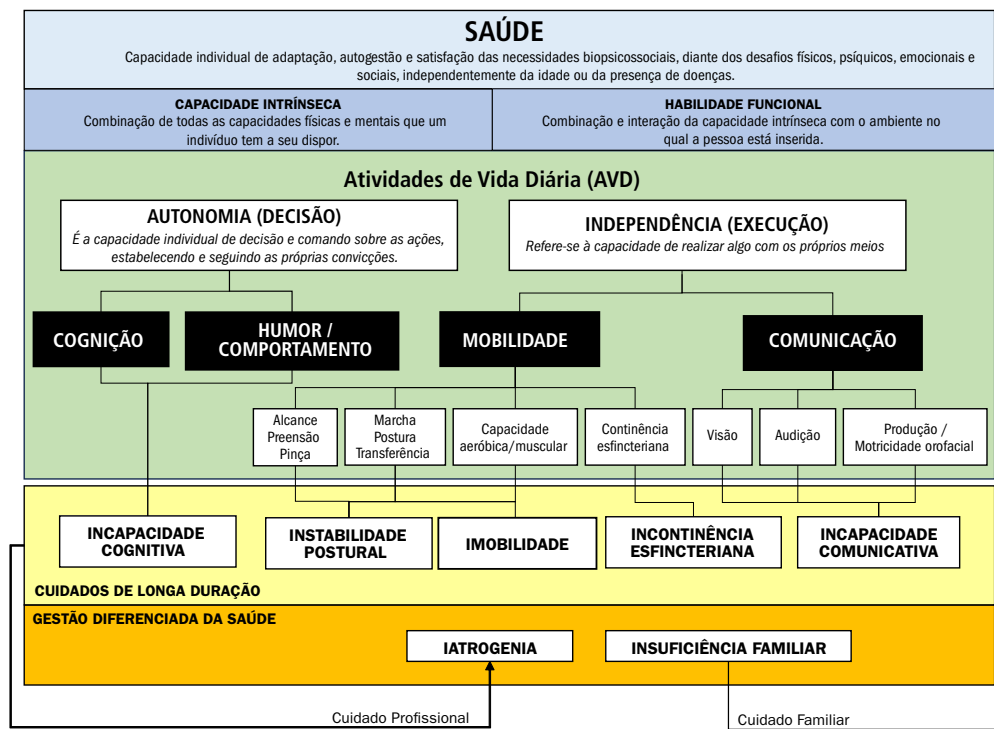 SAÚDE
Capacidade individual de adaptação, autogestão e satisfação das necessidades biopsicossociais, diante dos desafios físicos, psíquicos, emocionais e
sociais, independentemente da idade ou da presença de doenças.
CAPACIDADE INTRÍNSECA
Combinação de todas as capacidades físicas e mentais que um
indivíduo tem a seu dispor.
HABILIDADE FUNCIONAL
Combinação e interação da capacidade intrínseca com o ambiente no
qual a pessoa está inserida.
Atividades de Vida Diária (AVD)
AUTONOMIA (DECISÃO)
É a capacidade individual de decisão e comando sobre as ações,
estabelecendo e seguindo as próprias convicções.
INDEPENDÊNCIA (EXECUÇÃO)
Refere-se à capacidade de realizar algo com os próprios meios
COGNIÇÃO
HUMOR /
COMPORTAMENTO
MOBILIDADE
COMUNICAÇÃO
Alcance
Preensão
Pinça
Marcha
Postura
Transferência
Capacidade
aeróbica/muscular
Continência
esfincteriana
Visão
Audição
Produção /
Motricidade orofacial
INCAPACIDADE
COGNITIVA
INSTABILIDADE
POSTURAL
IMOBILIDADE
INCONTINÊNCIA
ESFINCTERIANA
INCAPACIDADE
COMUNICATIVA
CUIDADOS DE LONGA DURAÇÃO
GESTÃO DIFERENCIADA DA SAÚDE
IATROGENIA
INSUFICIÊNCIA FAMILIAR
Cuidado Profissional
Cuidado Familiar